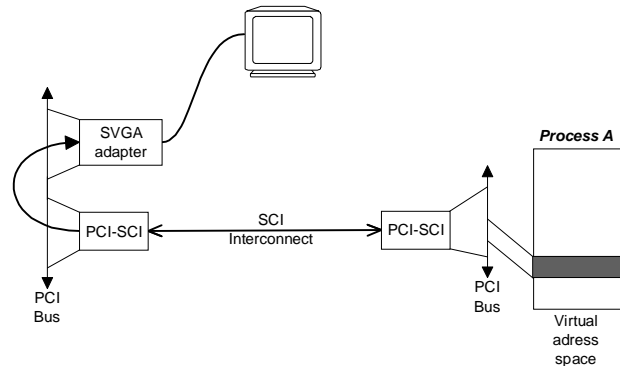 SVGA
adapter
Process A
PCI-SCI
SCI
Interconnect
PCI-SCI
PCI
Bus
PCI
Bus
Virtual
adress
space